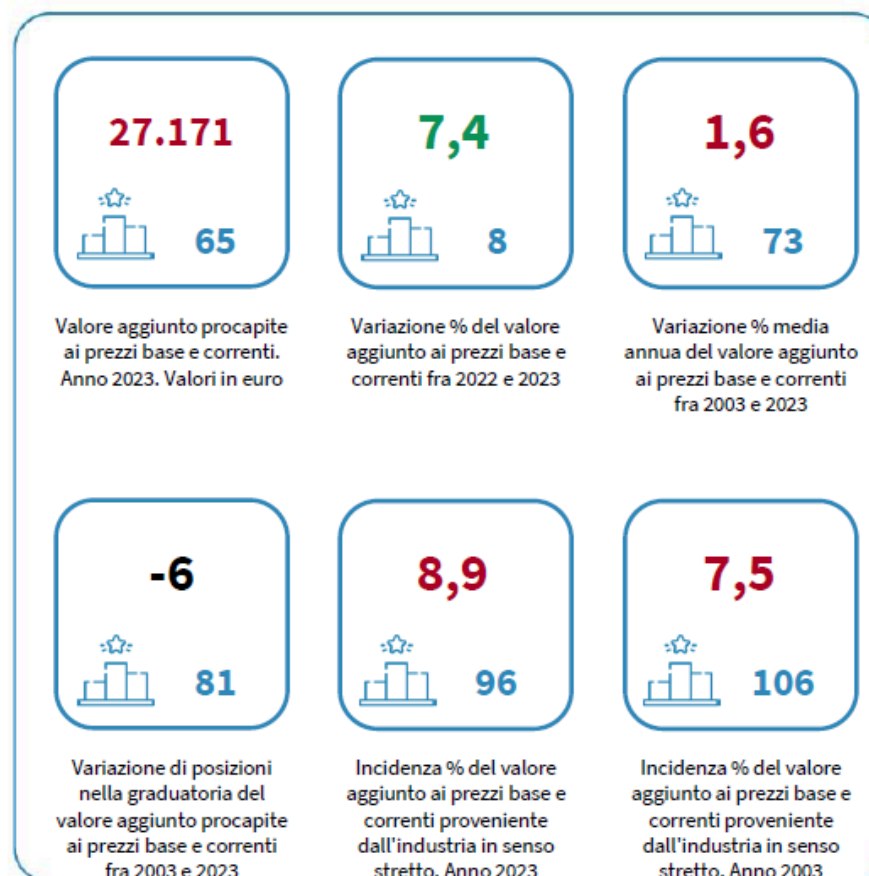 27.171
65
Valore aggiunto procapite
ai prezzi base e correnti.
Anno 2023. Valori in euro
7,4
8
Variazione % del valore
aggiunto ai prezzi base e
correnti fra 2022 e 2023
1,6
73
Variazione % media
annua del valore aggiunto
ai prezzi base e correnti
fra 2003 e 2023
-6
81
Variazione di posizioni
nella graduatoria del
valore aggiunto procapite
ai prezzi base e correnti
fra 2003 e 2023
8,9
96
Incidenza % del valore
aggiunto ai prezzi base e
correnti proveniente
dall'industria in senso
stretto. Anno 2023
7,5
106
Incidenza % del valore
aggiunto ai prezzi base e
correnti proveniente
dall'industria in senso
stretto. Anno 2003